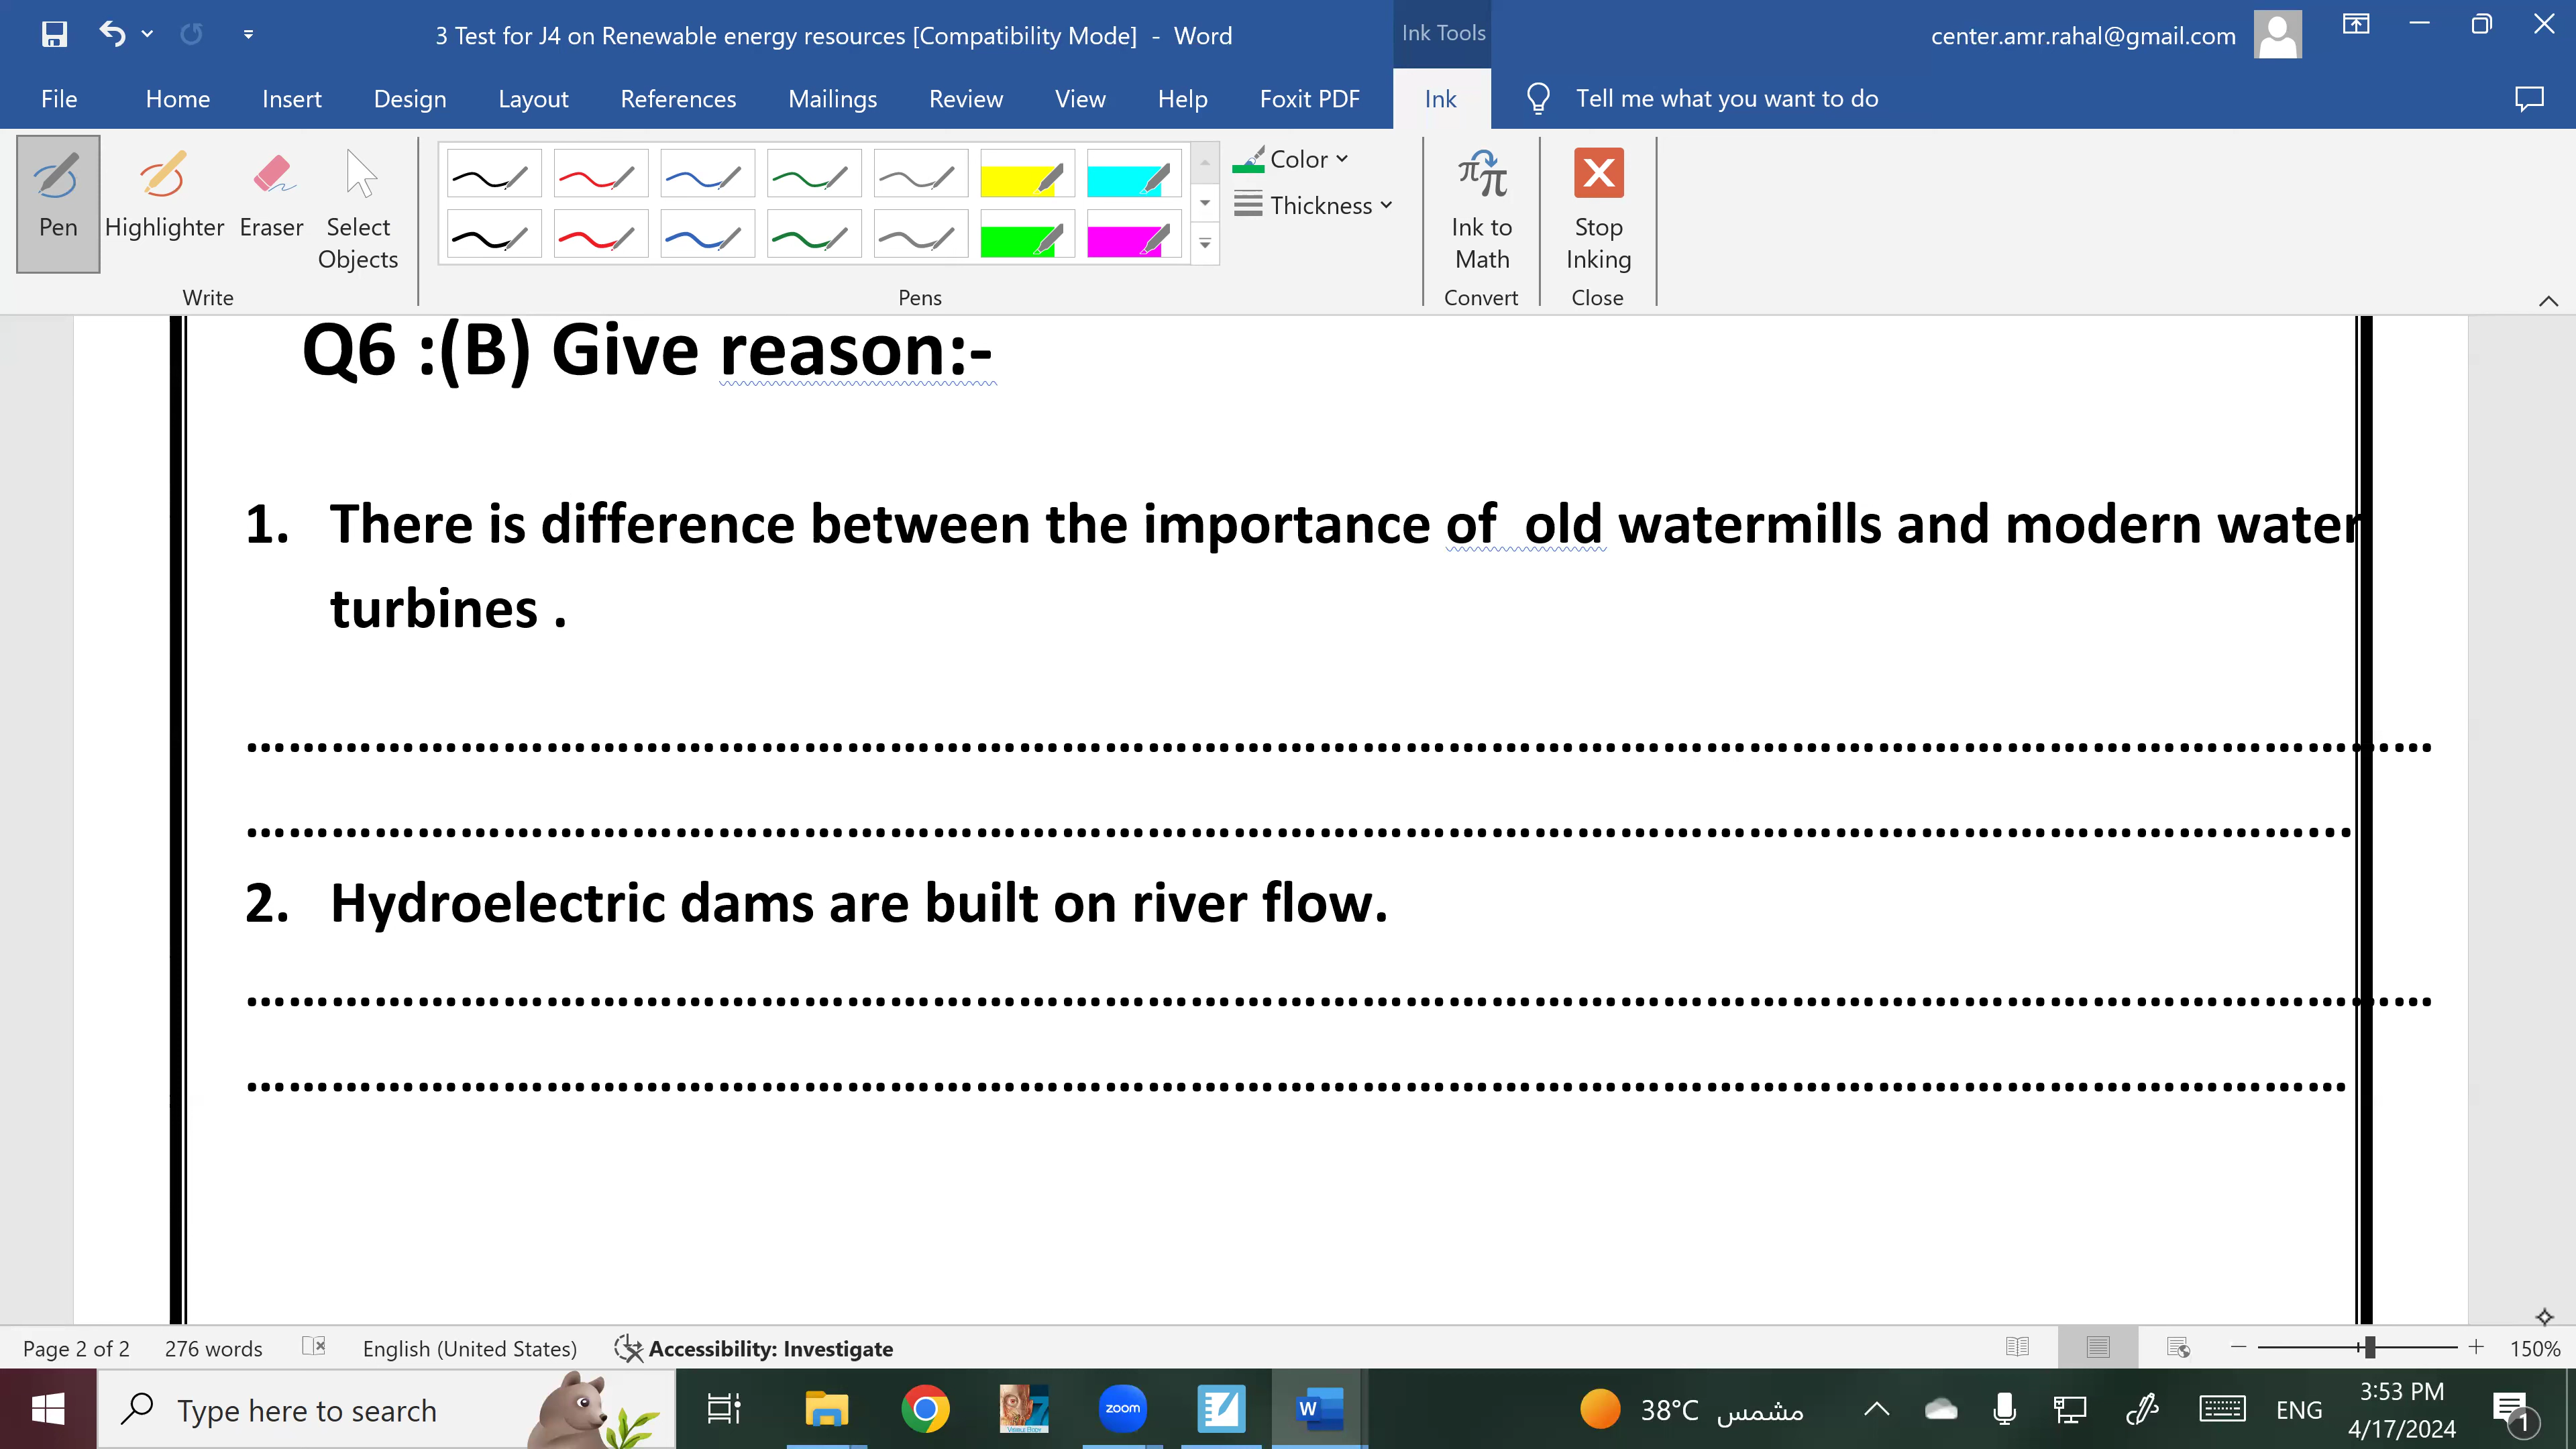 3 Test for J4 on Renewable energy resources [Compatibility Mode] - Word
Ink Tools
center.amr.rahal@gmail.com
File Home Insert Design Layout References Mailings Review View Help Foxit PDF Ink Tell me what you want to do
Pen Highlighter Eraser Select Objects
Color
Thickness
Ink to Math
Stop Inking
Write Pens Convert Close
Q6 :(B) Give reason:-
1. There is difference between the importance of  old watermills and modern water
turbines .
2. Hydroelectric dams are built on river flow.
Page 2 of 2 276 words English (United States) Accessibility: Investigate 150%
Type here to search zoom W 38°C مشمس ENG 3:53 PM
4/17/2024 1